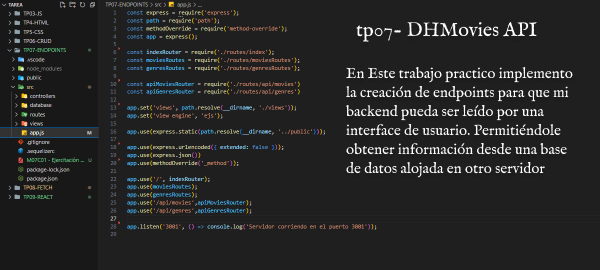 TAREA
TP03-JS
TP4-HTML
TP5-CSS
TP06-CRUD
TP07-ENDPOINTS
.vscode
node_modules
public
src
controllers
database
routes
views
app.js M
.gitignore
.sequelizerc
M07C01 - Ejercitación
package-lock.json
package.json
TP08-FETCH
TP09-REACT
TP07-ENDPOINTS > src > app.js >
1 const express = require('express');
2 const path = require('path');
3 const methodOverride = require('method-override');
4 const app = express();
5
6 const indexRouter = require('./routes/index');
7 const moviesRoutes = require('./routes/moviesRoutes');
8 const genresRoutes = require('./routes/genresRoutes');
9
10 const apiMoviesRouter = require('./routes/api/movies')
11 const apiGenresRouter = require('./routes/api/genres')
12
13 app.set('views', path.resolve(__dirname, './views'));
14 app.set('view engine', 'ejs');
15
16 app.use(express.static(path.resolve(__dirname, '../public')));
17
18 app.use(express.urlencoded({ extended: false }));
19 app.use(express.json())
20 app.use(methodOverride('_method'));
21
22 app.use('/', indexRouter);
23 app.use(moviesRoutes);
24 app.use(genresRoutes);
25 app.use('/api/movies',apiMoviesRouter);
26 app.use('/api/genres',apiGenresRouter);
27
28 app.listen('3001', () => console.log('Servidor corriendo en el puerto 3001'));
tp07- DHMovies API
En Este trabajo practico implemento
la creación de endpoints para que mi
backend pueda ser leído por una
interface de usuario. Permitiéndole
obtener información desde una base
de datos alojada en otro servidor